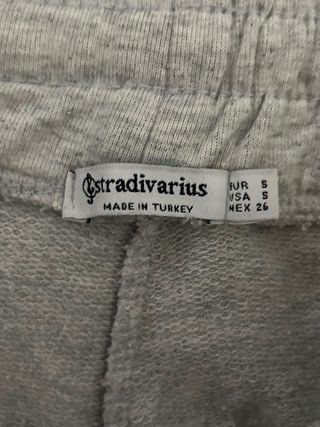 stradivarius
MADE IN TURKEY
EUR S
USA S
MEX 26